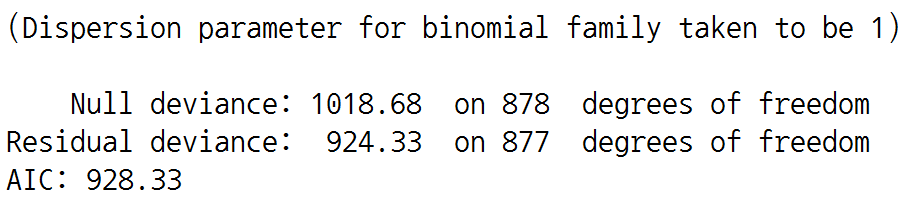 (Dispersion parameter for binomial family taken to be 1)
Null deviance: 1018.68 on 878 degrees of freedom
Residual deviance: 924.33 on 877 degrees of freedom
AIC: 928.33